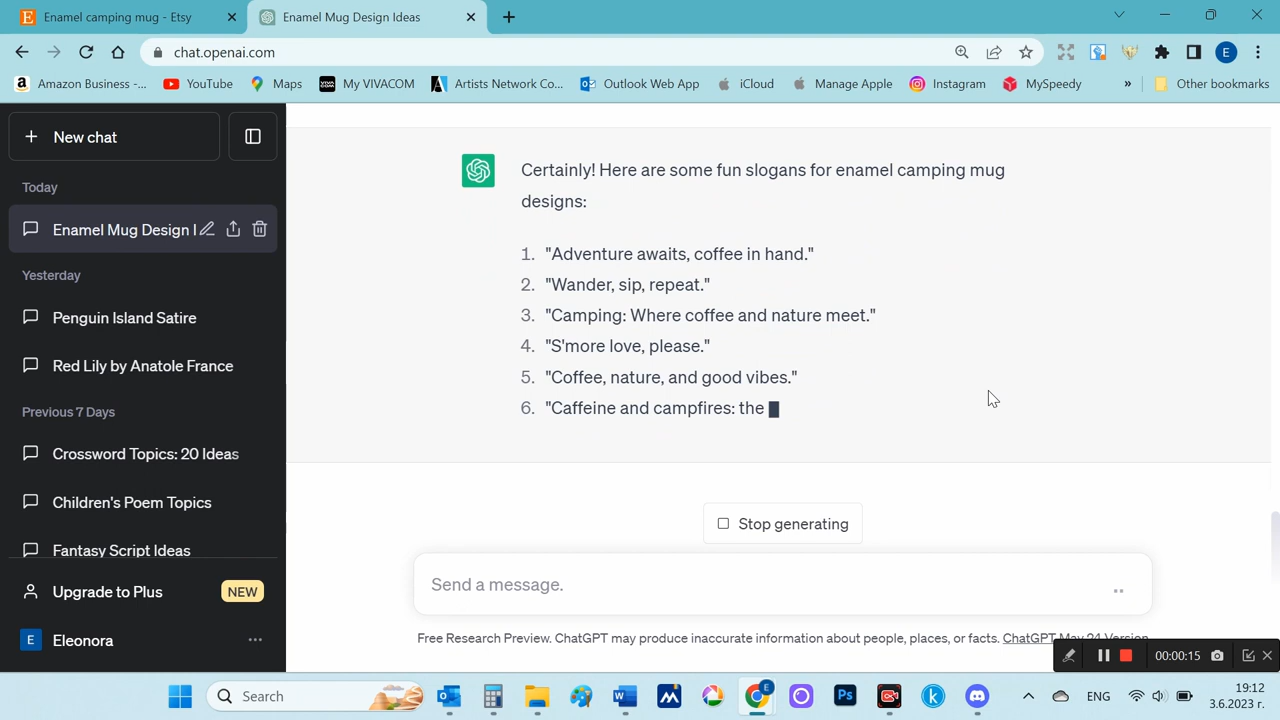 Enamel camping mug - Etsy
Enamel Mug Design Ideas
chat.openai.com
E
Amazon Business -...
YouTube
Maps
My VIVACOM
Artists Network Co...
Outlook Web App
iCloud
Manage Apple
Instagram
MySpeedy
»
Other bookmarks
New chat
Today
Enamel Mug Design I
Yesterday
Penguin Island Satire
Red Lily by Anatole France
Previous 7 Days
Crossword Topics: 20 Ideas
Children's Poem Topics
Fantasy Script Ideas
Upgrade to Plus NEW
E Eleonora ...
Certainly! Here are some fun slogans for enamel camping mug
designs:
1. "Adventure awaits, coffee in hand."
2. "Wander, sip, repeat."
3. "Camping: Where coffee and nature meet."
4. "S'more love, please."
5. "Coffee, nature, and good vibes."
6. "Caffeine and campfires: the
Stop generating
Send a message.
Free Research Preview. ChatGPT may produce inaccurate information about people, places, or facts. ChatGPT May 24 Version
00:00:15
Search
ENG
19:12
3.6.2023 г.